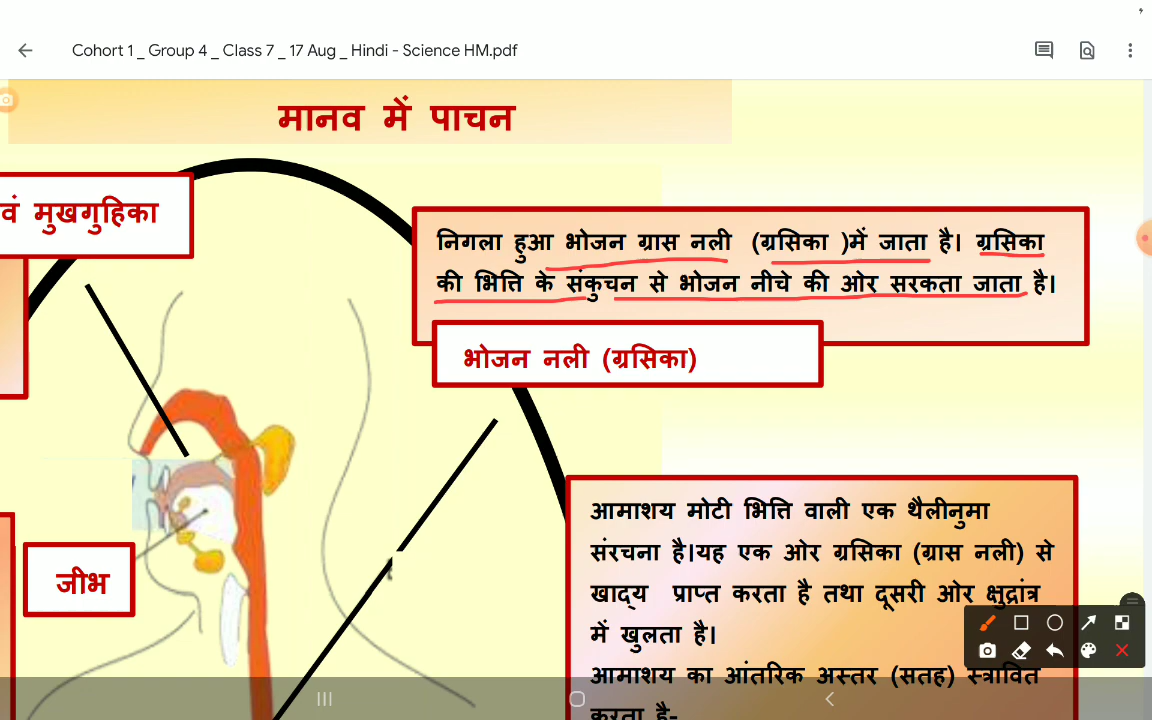 Cohort 1 _ Group 4 _ Class 7 _ 17 Aug _ Hindi - Science HM.pdf
मानव में पाचन
वं मुखगुहिका
निगला हुआ भोजन ग्रास नली (ग्रसिका )में जाता है। ग्रसिका
की भित्ति के संकुचन से भोजन नीचे की ओर सरकता जाता है।
भोजन नली (ग्रसिका)
आमाशय मोटी भित्ति वाली एक थैलीनुमा
संरचना है।यह एक ओर ग्रसिका (ग्रास नली) से
खाद्य प्राप्त करता है तथा दूसरी ओर क्षुद्रांत्र
में खुलता है।
आमाशय का आंतरिक अस्तर (सतह) स्त्रावित
करता है-
जीभ